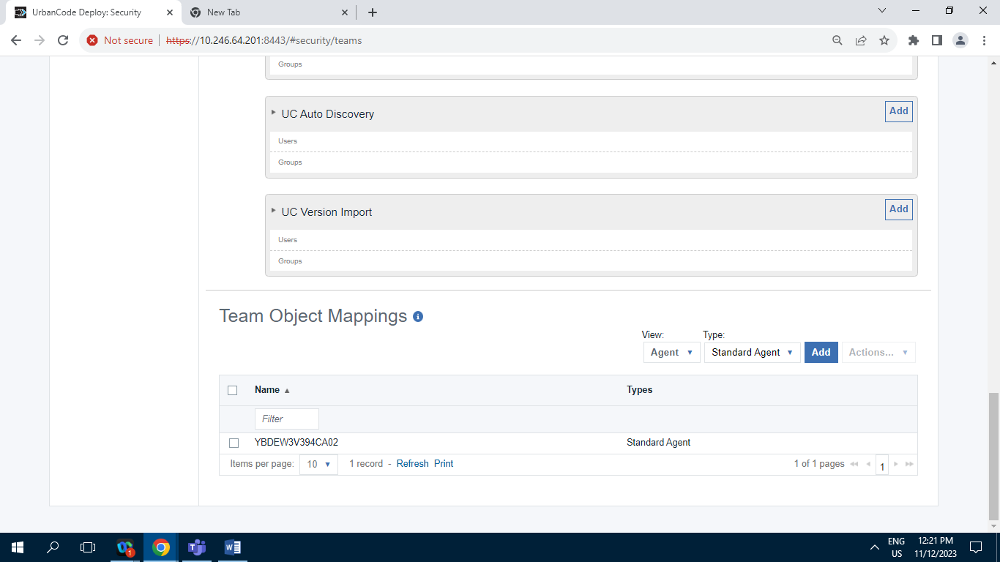 UrbanCode Deploy: Security
New Tab
Not secure
https://10.246.64.201:8443/#security/teams
Groups
UC Auto Discovery
Add
Users
Groups
UC Version Import
Add
Users
Groups
Team Object Mappings
View: Type:
Agent Standard Agent Add Actions...
Name Types
Filter
YBDEW3V394CA02 Standard Agent
Items per page: 10 1 record - Refresh Print 1 of 1 pages 1
ENG 12:21 PM
US 11/12/2023
1